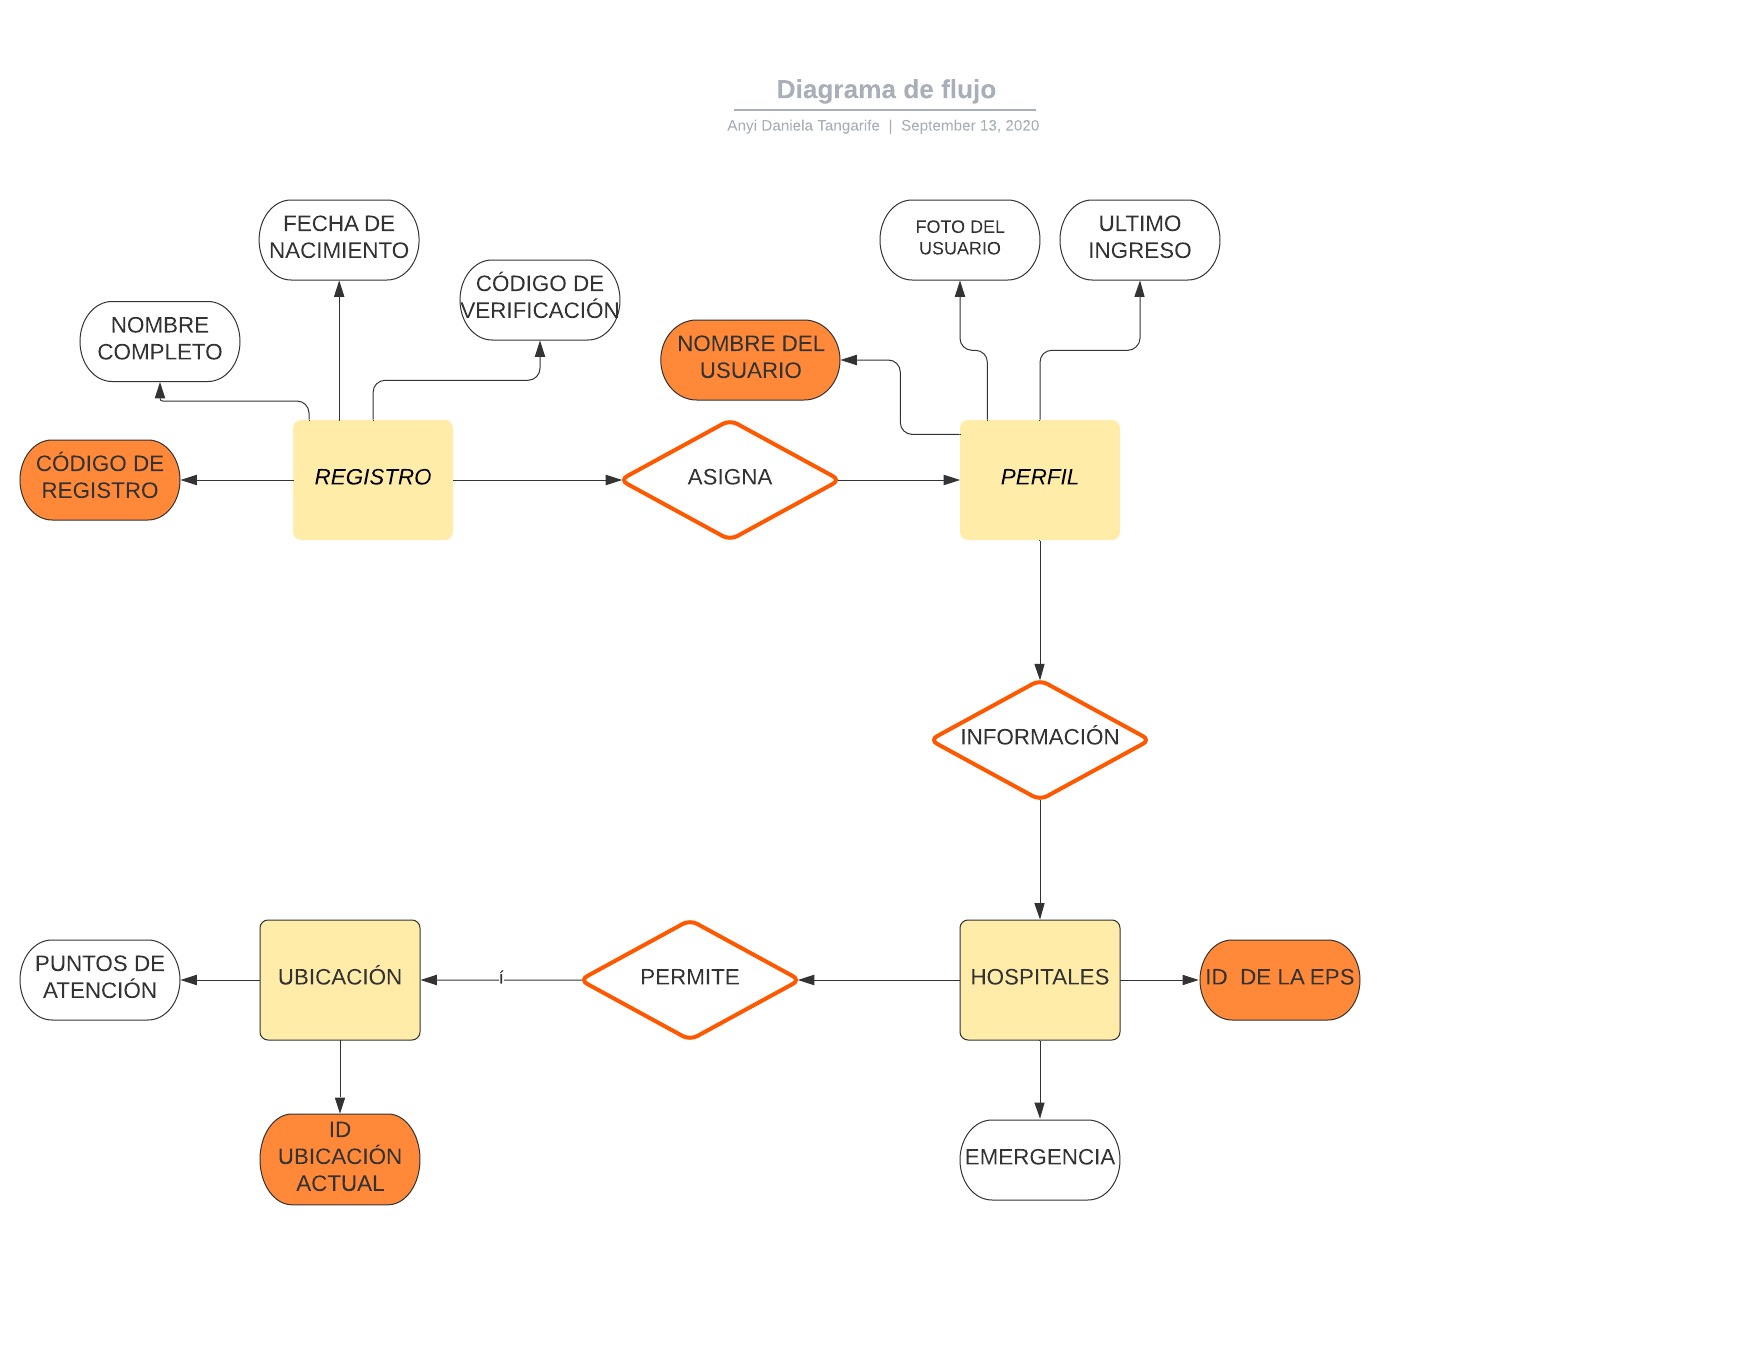 Diagrama de flujo
Anyi Daniela Tangarife | September 13, 2020
FECHA DE
NACIMIENTO
FOTO DEL
USUARIO
ULTIMO
INGRESO
CÓDIGO DE
VERIFICACIÓN
NOMBRE
COMPLETO
NOMBRE DEL
USUARIO
CÓDIGO DE
REGISTRO
REGISTRO
ASIGNA
PERFIL
INFORMACIÓN
PUNTOS DE
ATENCIÓN
UBICACIÓN
í
PERMITE
HOSPITALES
ID  DE LA EPS
ID
UBICACIÓN
ACTUAL
EMERGENCIA